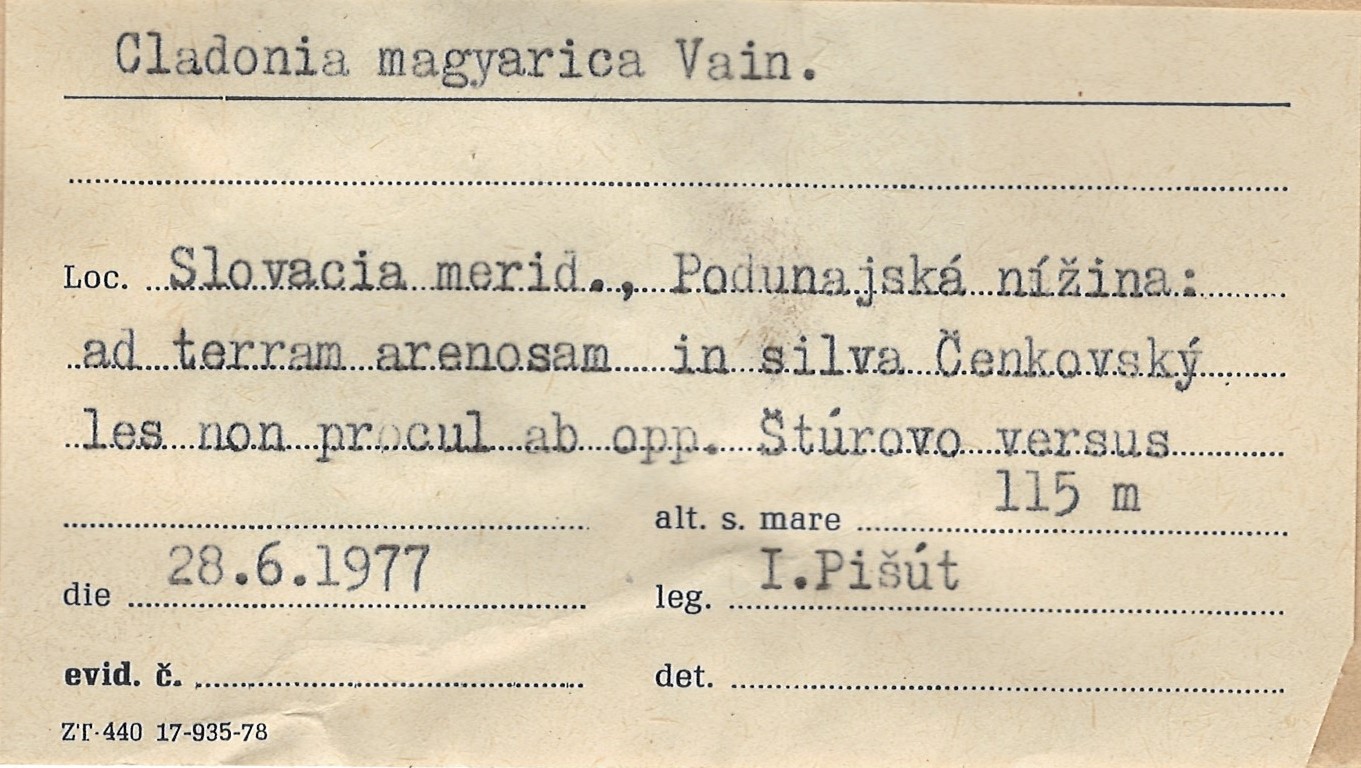 Cladonia magyarica Vain.
Loc. Slovacia merid., Podunajská nížina:
ad terram arenosam in silva Čenkovský
les non procul ab opp. Štúrovo versus
alt. s. mare 115 m
die 28.6.1977 leg. I.Pišút
evid. č. det.
ZT-440 17-935-78